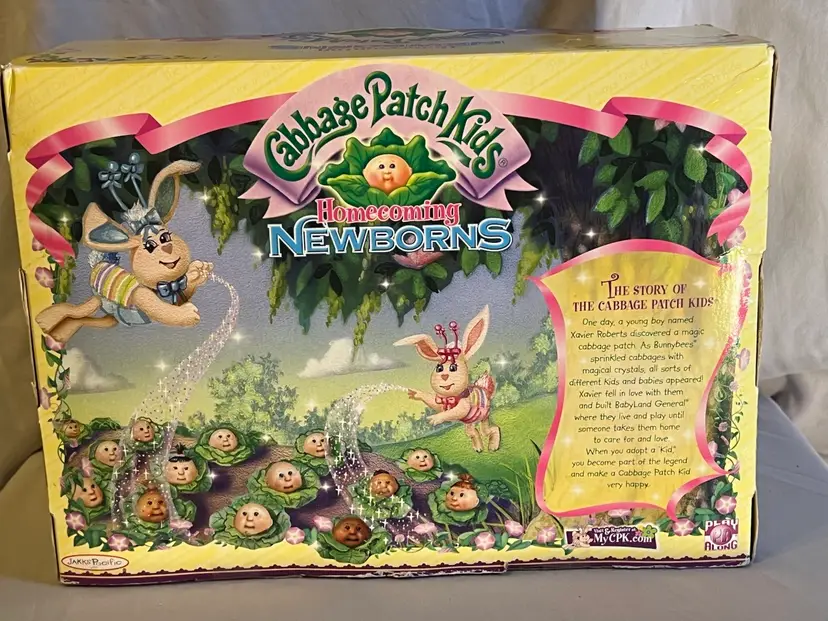 Cabbage Patch Kids®
Homecoming
NEWBORNS
THE STORY OF
THE CABBAGE PATCH KIDS
One day, a young boy named
Xavier Roberts discovered a magic
cabbage patch. As Bunnybees™
sprinkled cabbages with
magical crystals, all sorts of
different Kids and babies appeared!
Xavier fell in love with them
and built BabyLand General®
where they live and play until
someone takes them home
to care for and love.
When you adopt a 'Kid,'
you become part of the legend
and make a Cabbage Patch Kid
very happy.
Visit & Register at
MyCPK.com
PLAY
ALONG
JAKKS Pacific